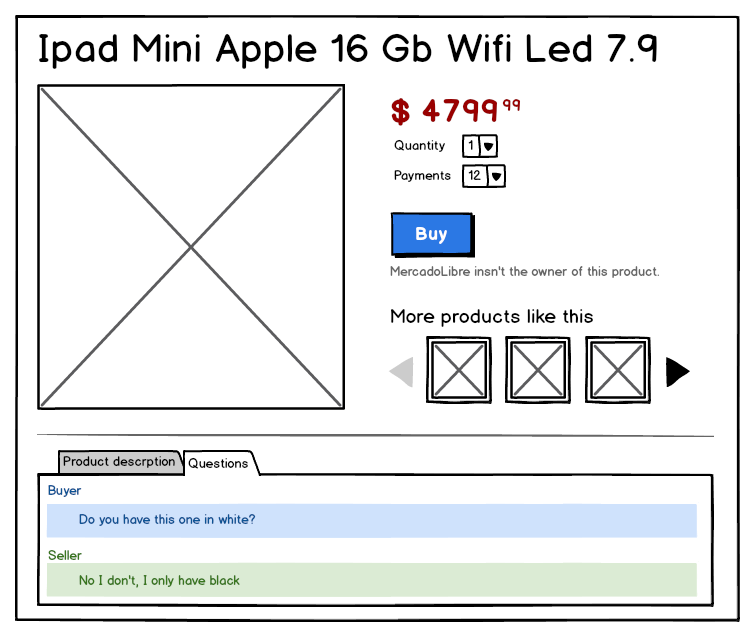 Ipad Mini Apple 16 Gb Wifi Led 7.9
$ 4799 99
Quantity 1
Payments 12
Buy
MercadoLibre insn't the owner of this product.
More products like this
Product descrption Questions
Buyer
Do you have this one in white?
Seller
No I don't, I only have black